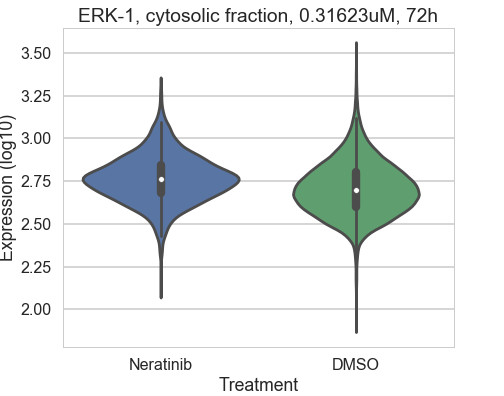 ERK-1, cytosolic fraction, 0.31623uM, 72h
Expression (log10)
3.50
3.25
3.00
2.75
2.50
2.25
2.00
Neratinib
DMSO
Treatment